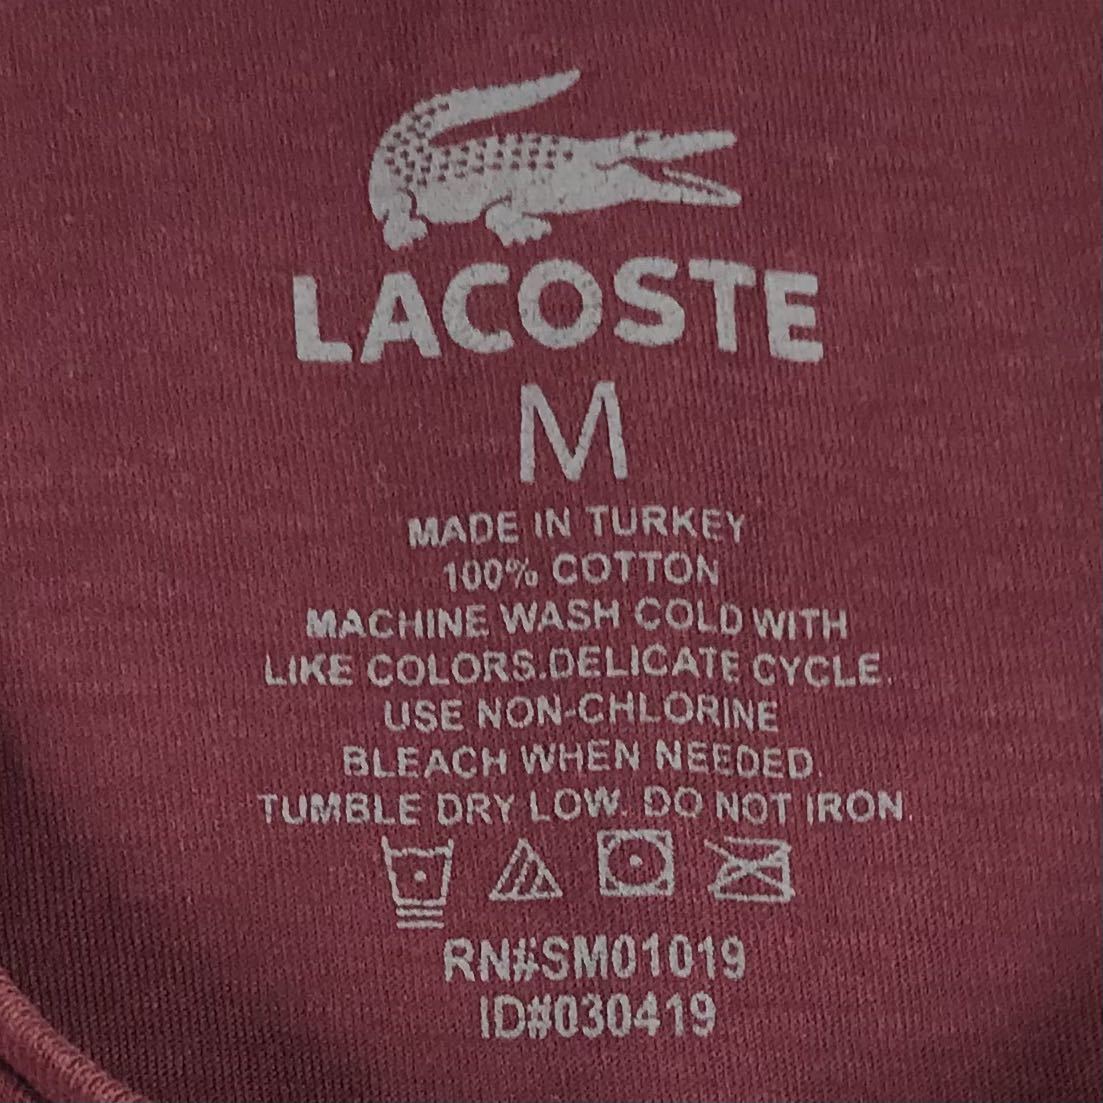 LACOSTE
M
MADE IN TURKEY
100% COTTON
MACHINE WASH COLD WITH
LIKE COLORS.DELICATE CYCLE.
USE NON-CHLORINE
BLEACH WHEN NEEDED.
TUMBLE DRY LOW. DO NOT IRON.
RN#SM01019
ID#030419